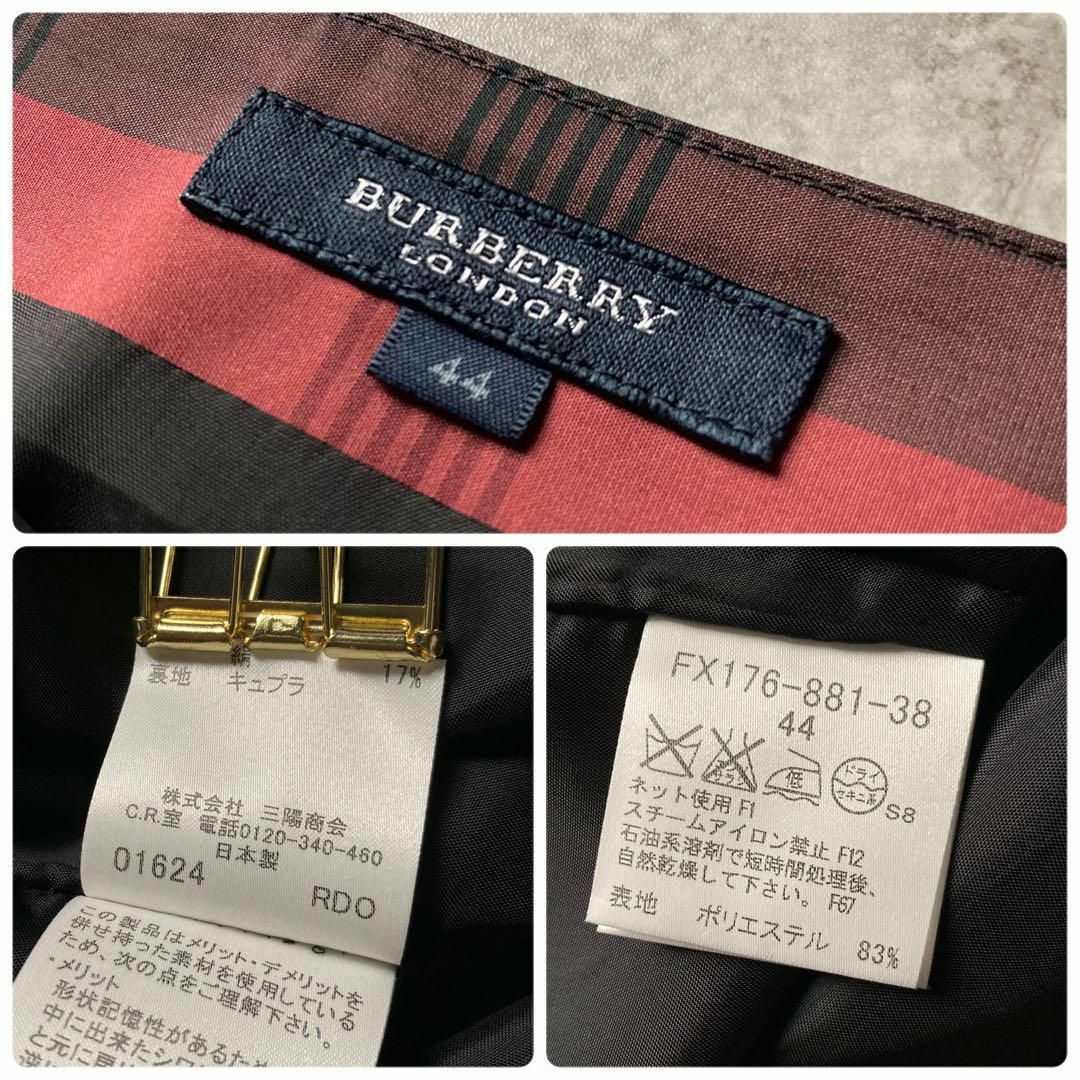 BURBERRY
LONDON
44
17%
裏地 キュプラ
株式会社 三陽商会
C.R.室 電話0120-340-460
日本製
01624 RDO
この製品はメリット・デメリットを
併せ持った素材を使用している
ため、次の点をご理解下さい。
・メリット
形状記憶性があるため
中に出来たシワ
と元に戻
FX176-881-38
44
サラシ 低 ドライ セキユ系 S8
ネット使用 F1
スチームアイロン禁止 F12
石油系溶剤で短時間処理後、
自然乾燥して下さい。 F67
表地 ポリエステル 83%